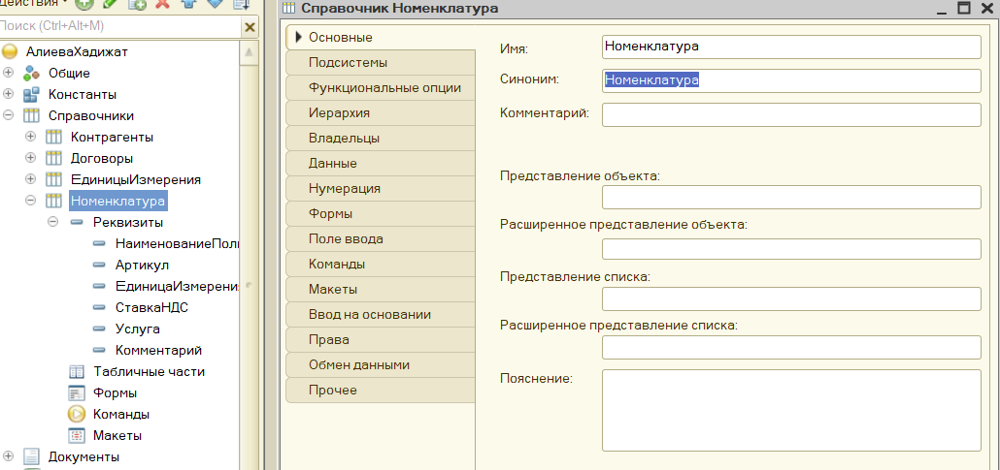 Действия
Поиск (Ctrl+Alt+M)
АлиеваХадижат
Общие
Константы
Справочники
Контрагенты
Договоры
ЕдиницыИзмерения
Номенклатура
Реквизиты
НаименованиеПолн
Артикул
ЕдиницаИзмерения
СтавкаНДС
Услуга
Комментарий
Табличные части
Формы
Команды
Макеты
Документы
Справочник Номенклатура
Основные
Подсистемы
Функциональные опции
Иерархия
Владельцы
Данные
Нумерация
Формы
Поле ввода
Команды
Макеты
Ввод на основании
Права
Обмен данными
Прочее
Имя: Номенклатура
Синоним: Номенклатура
Комментарий:
Представление объекта:
Расширенное представление объекта:
Представление списка:
Расширенное представление списка:
Пояснение: